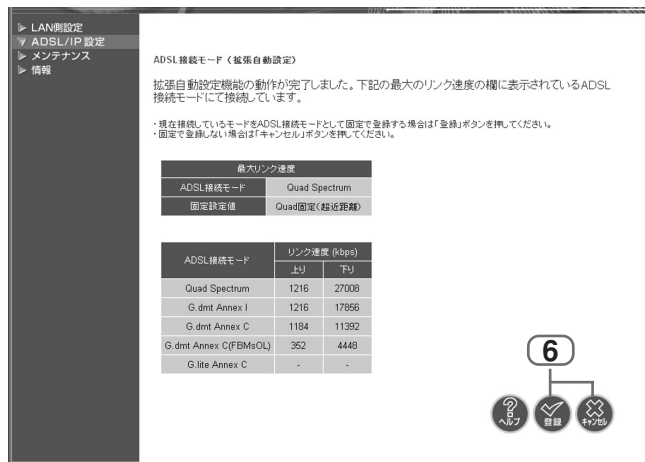 LAN側設定
ADSL/IP設定
メンテナンス
情報
ADSL接続モード（拡張自動設定）
拡張自動設定機能の動作が完了しました。下記の最大のリンク速度の欄に表示されているADSL
接続モードにて接続しています。
・現在接続しているモードをADSL接続モードとして固定で登録する場合は「登録」ボタンを押してください。
・固定で登録しない場合は「キャンセル」ボタンを押してください。
最大リンク速度
ADSL接続モード Quad Spectrum
固定設定値 Quad固定(超近距離)
ADSL接続モード リンク速度 (kbps)
上り 下り
Quad Spectrum 1216 27008
G.dmt Annex I 1216 17856
G.dmt Annex C 1184 11392
G.dmt Annex C(FBMsOL) 352 4448
G.lite Annex C - -
6
?
ヘルプ 登録 キャンセル